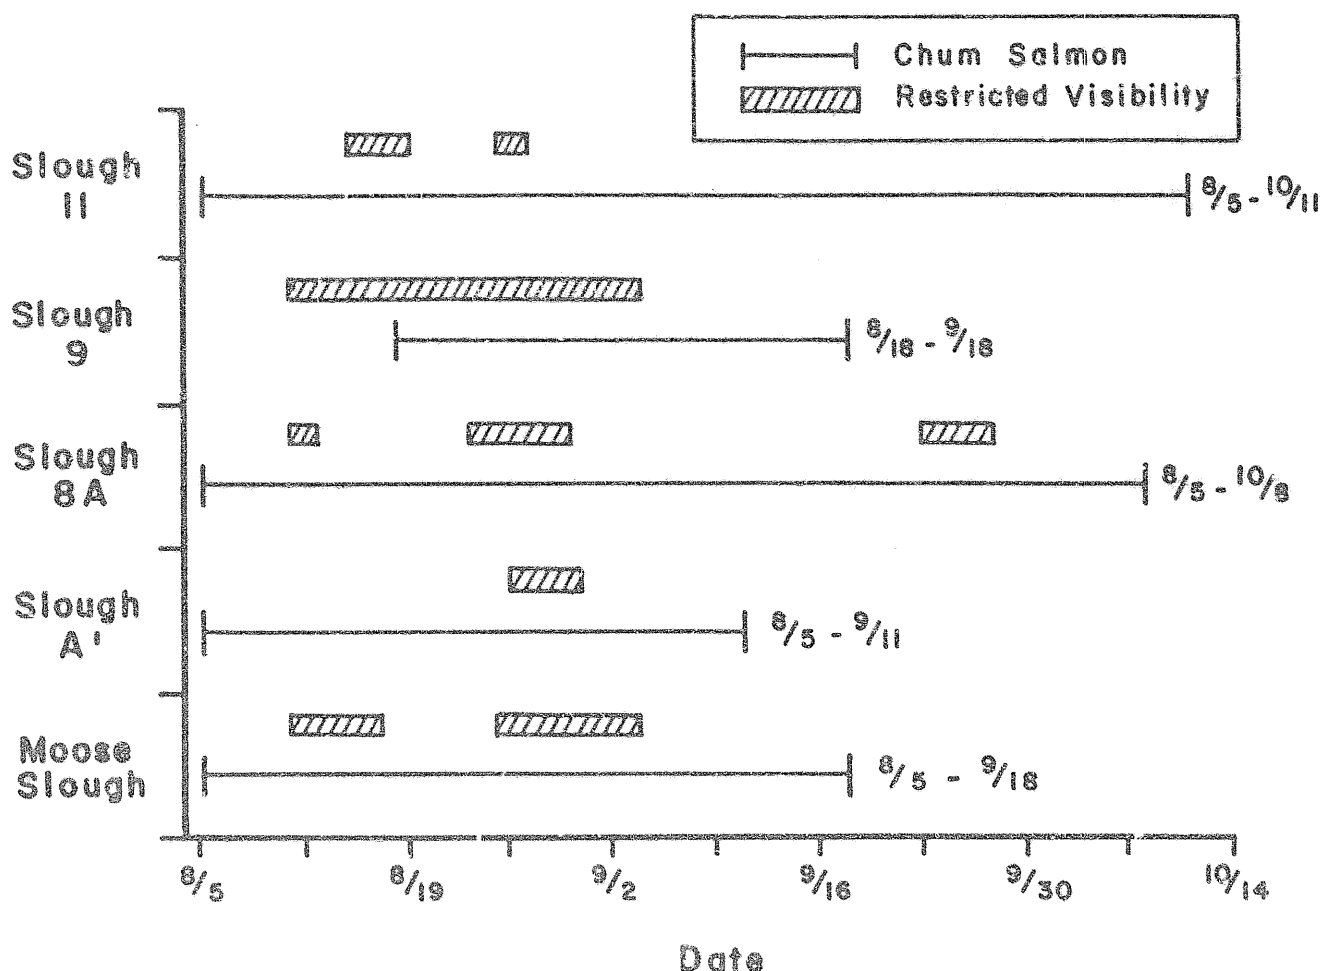 Chum Salmon
Restricted Visibility
Slough
11
8/5 - 10/11
Slough
9
8/18 - 9/18
Slough
8A
8/5 - 10/8
Slough
A'
8/5 - 9/11
Moose
Slough
8/5 - 9/18
8/5 8/19 9/2 9/16 9/30 10/14
Date